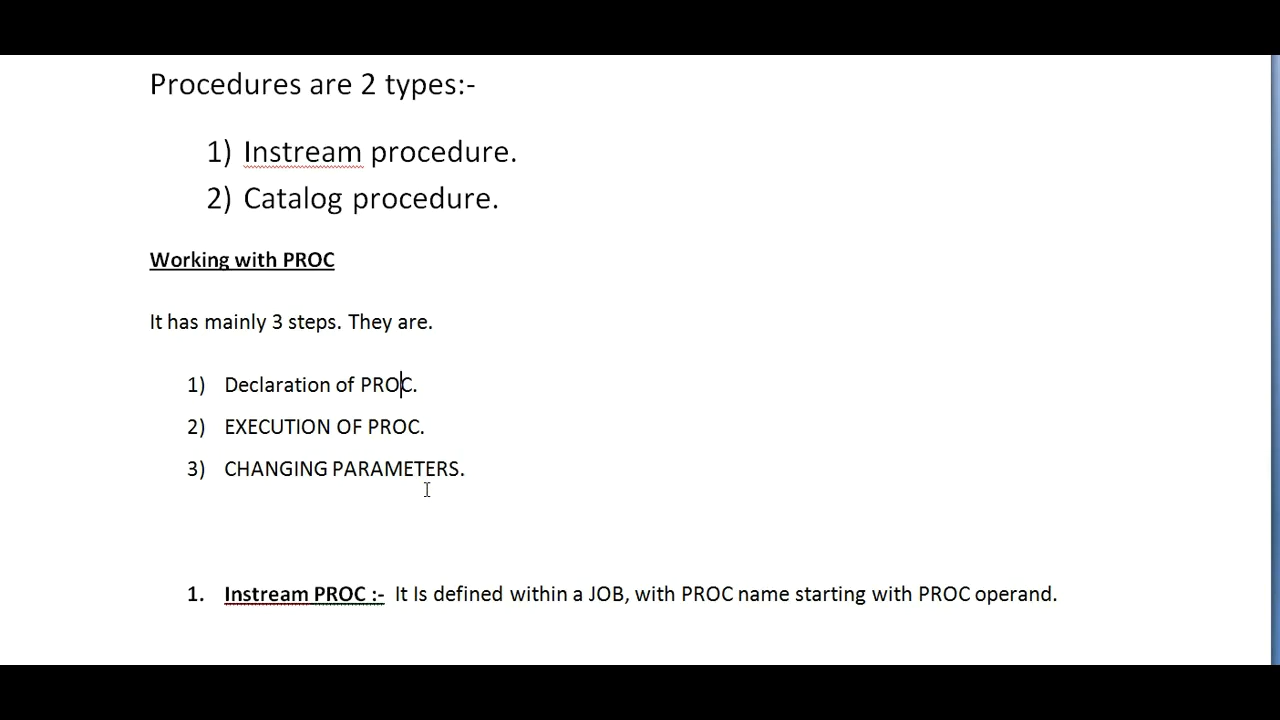 Procedures are 2 types:-
1) Instream procedure.
2) Catalog procedure.
Working with PROC
It has mainly 3 steps. They are.
1) Declaration of PROC.
2) EXECUTION OF PROC.
3) CHANGING PARAMETERS.
1. Instream PROC :- It Is defined within a JOB, with PROC name starting with PROC operand.